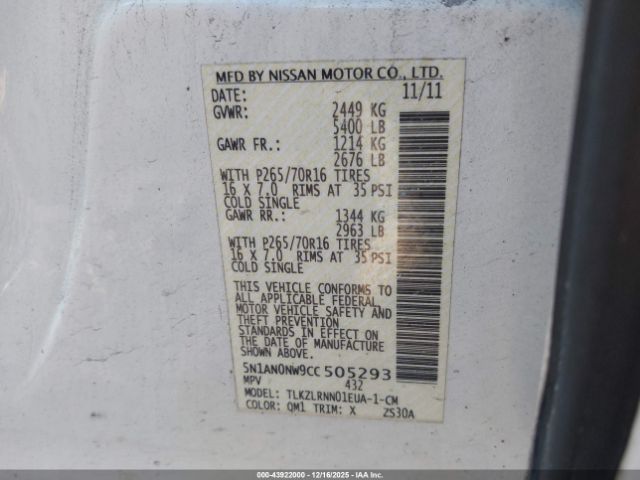 MFD BY NISSAN MOTOR CO., LTD.
DATE: 11/11
GVWR: 2449 KG
5400 LB
GAWR FR.: 1214 KG
2676 LB
WITH P265/70R16 TIRES
16 X 7.0 RIMS AT 35 PSI
COLD SINGLE
GAWR RR.: 1344 KG
2963 LB
WITH P265/70R16 TIRES
16 X 7.0 RIMS AT 35 PSI
COLD SINGLE
THIS VEHICLE CONFORMS TO
ALL APPLICABLE FEDERAL
MOTOR VEHICLE SAFETY AND
THEFT PREVENTION
STANDARDS IN EFFECT ON
THE DATE OF MANUFACTURE
SHOWN ABOVE.
5N1AN0NW9CC505293
MPV 432
MODEL: TLKZLRNN01EUA-1-CM
COLOR: QM1 TRIM: X ZS30A
000-43922000 - 12/16/2025 - IAAI.COM